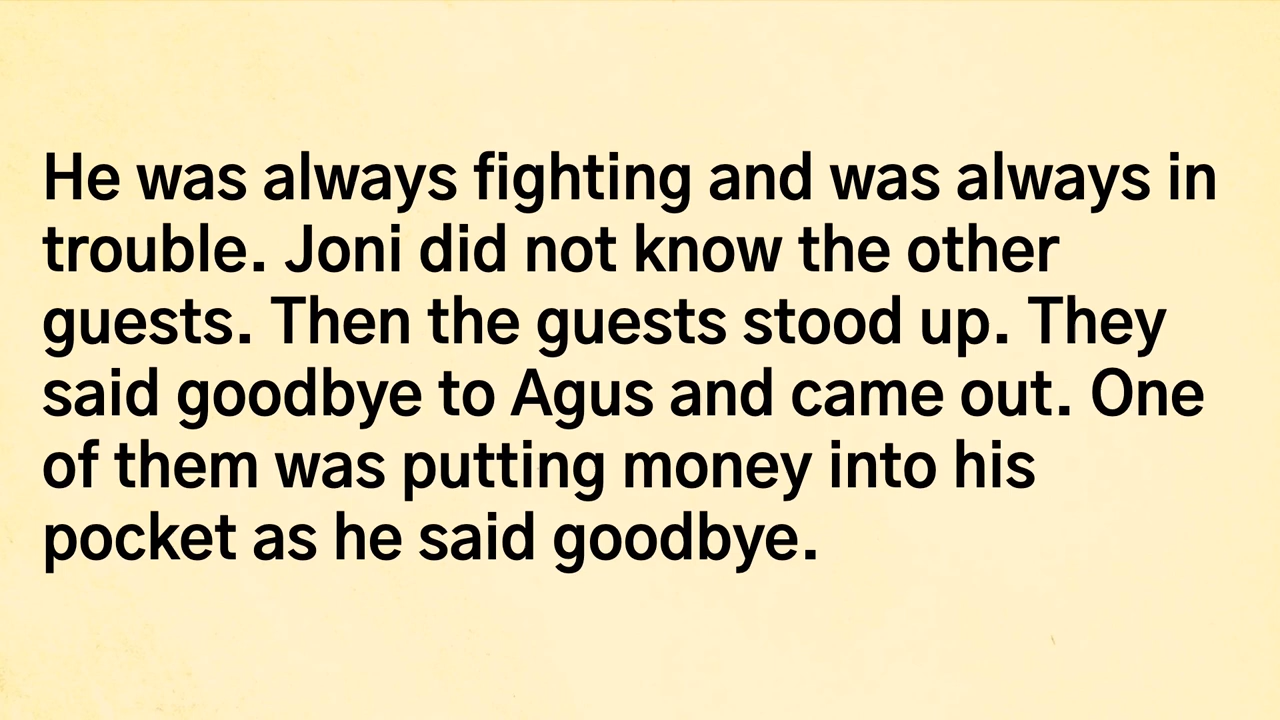 He was always fighting and was always in
trouble. Joni did not know the other
guests. Then the guests stood up. They
said goodbye to Agus and came out. One
of them was putting money into his
pocket as he said goodbye.